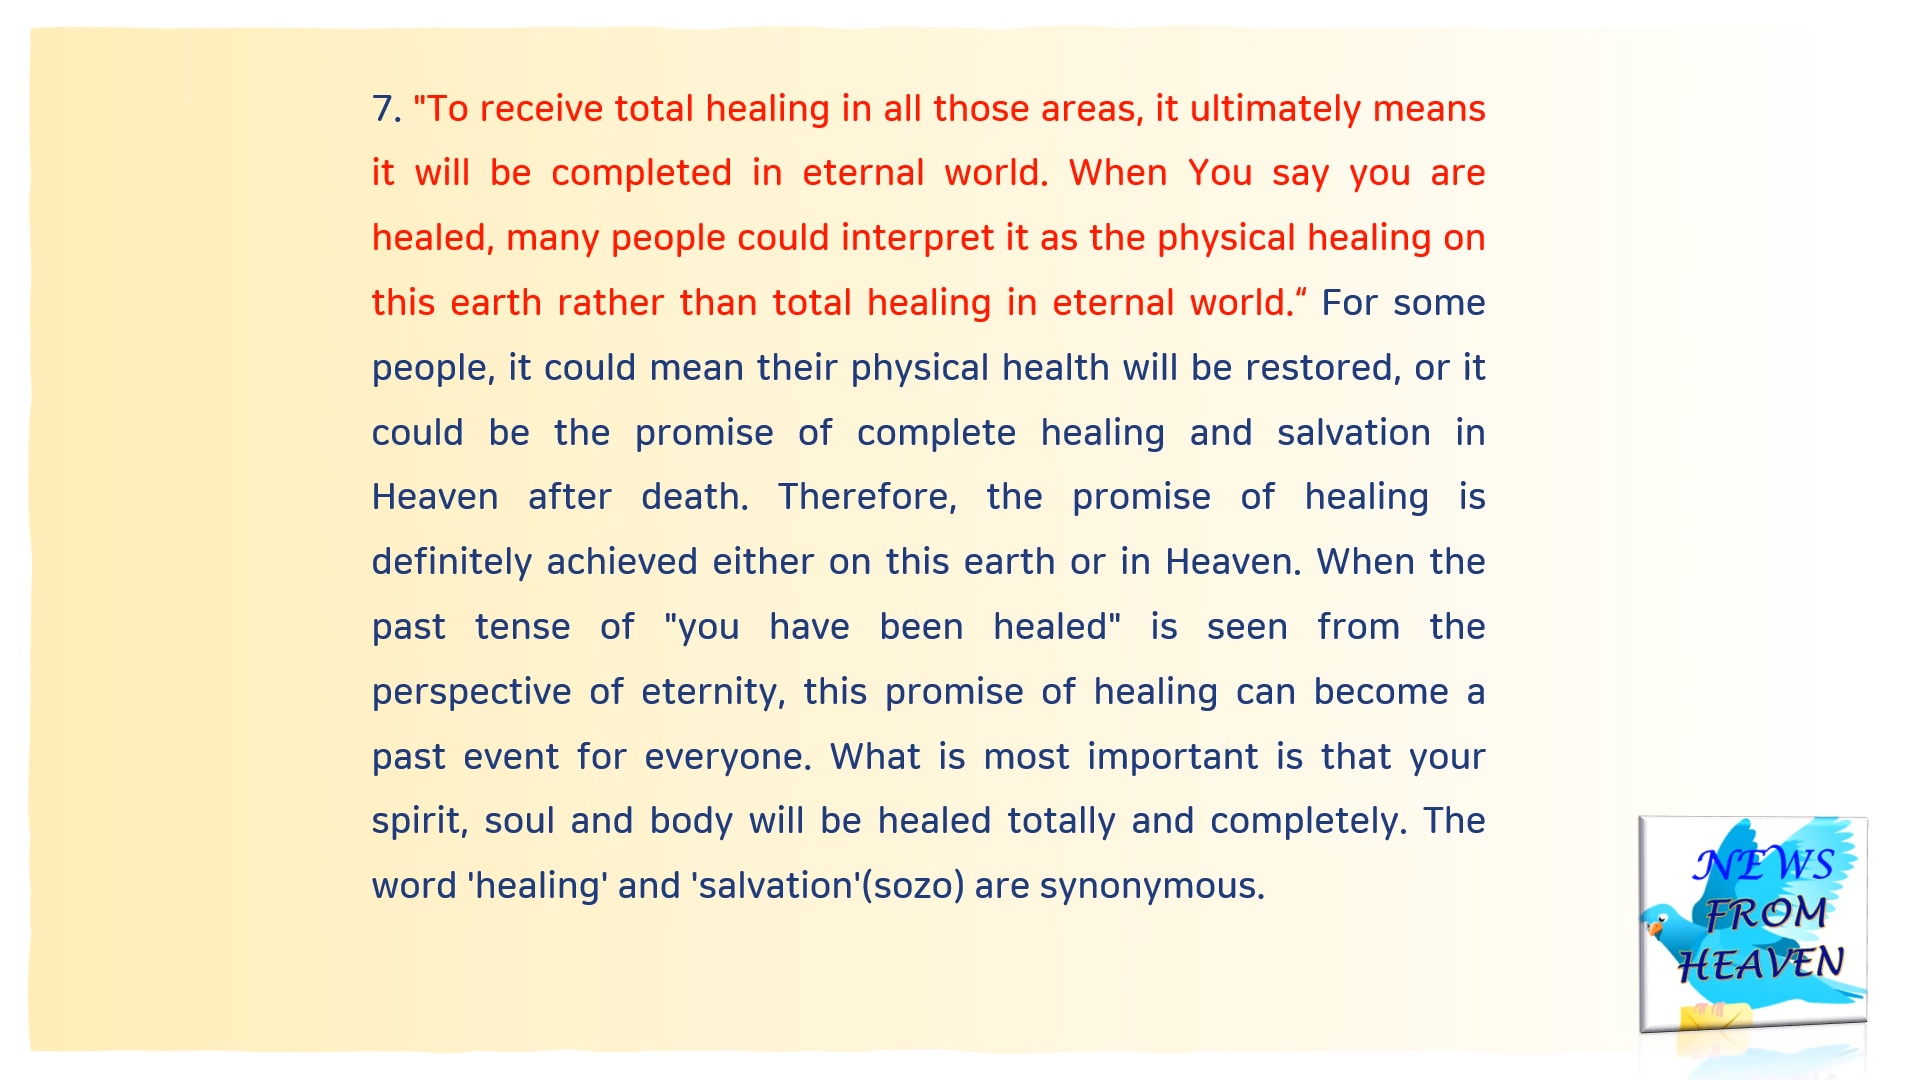 7. "To receive total healing in all those areas, it ultimately means
it will be completed in eternal world. When You say you are
healed, many people could interpret it as the physical healing on
this earth rather than total healing in eternal world.“ For some
people, it could mean their physical health will be restored, or it
could be the promise of complete healing and salvation in
Heaven after death. Therefore, the promise of healing is
definitely achieved either on this earth or in Heaven. When the
past tense of "you have been healed" is seen from the
perspective of eternity, this promise of healing can become a
past event for everyone. What is most important is that your
spirit, soul and body will be healed totally and completely. The
word 'healing' and 'salvation'(sozo) are synonymous.
NEWS
FROM
HEAVEN